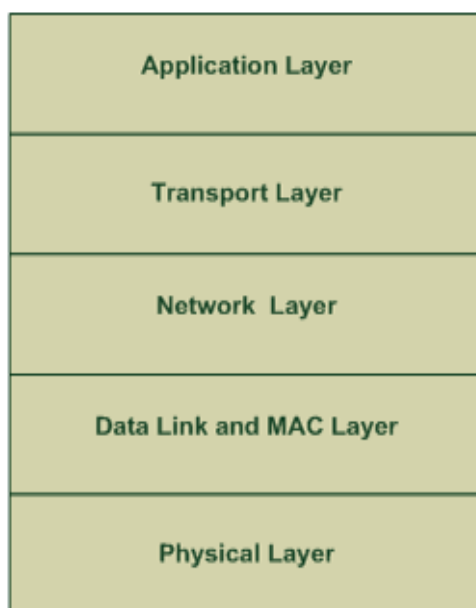 Application Layer
Transport Layer
Network  Layer
Data Link and MAC Layer
Physical Layer